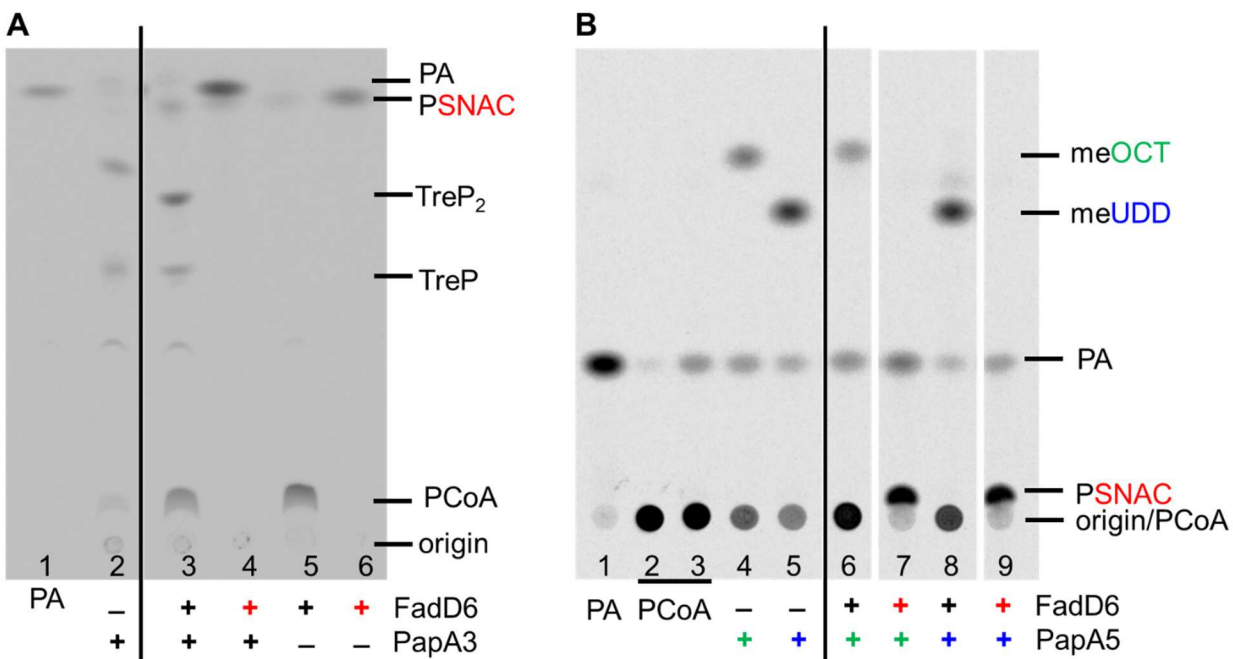 A
PA
PSNAC
TreP₂
TreP
PCoA
origin
1 2 3 4 5 6
PA – + + + + FadD6
+ + + – – PapA3
B
meOCT
meUDD
PA
PSNAC
origin/PCoA
1 2 3 4 5 6 7 8 9
PA PCoA – – + + + + FadD6
+ + + + + + PapA5